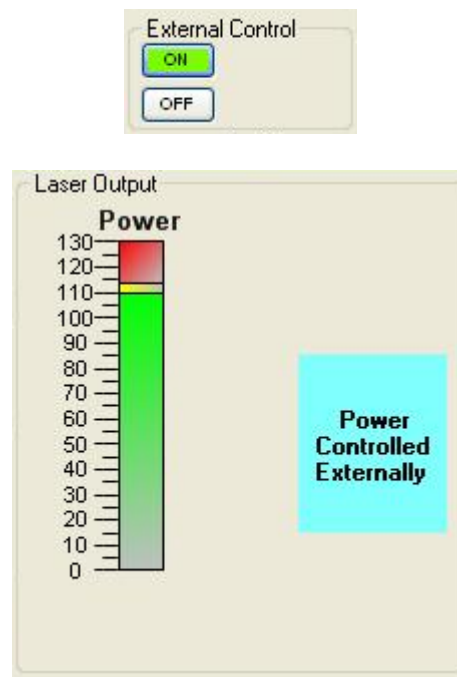 External Control
ON
OFF
Laser Output
Power
130
120
110
100
90
80
70
60
50
40
30
20
10
0
Power
Controlled
Externally